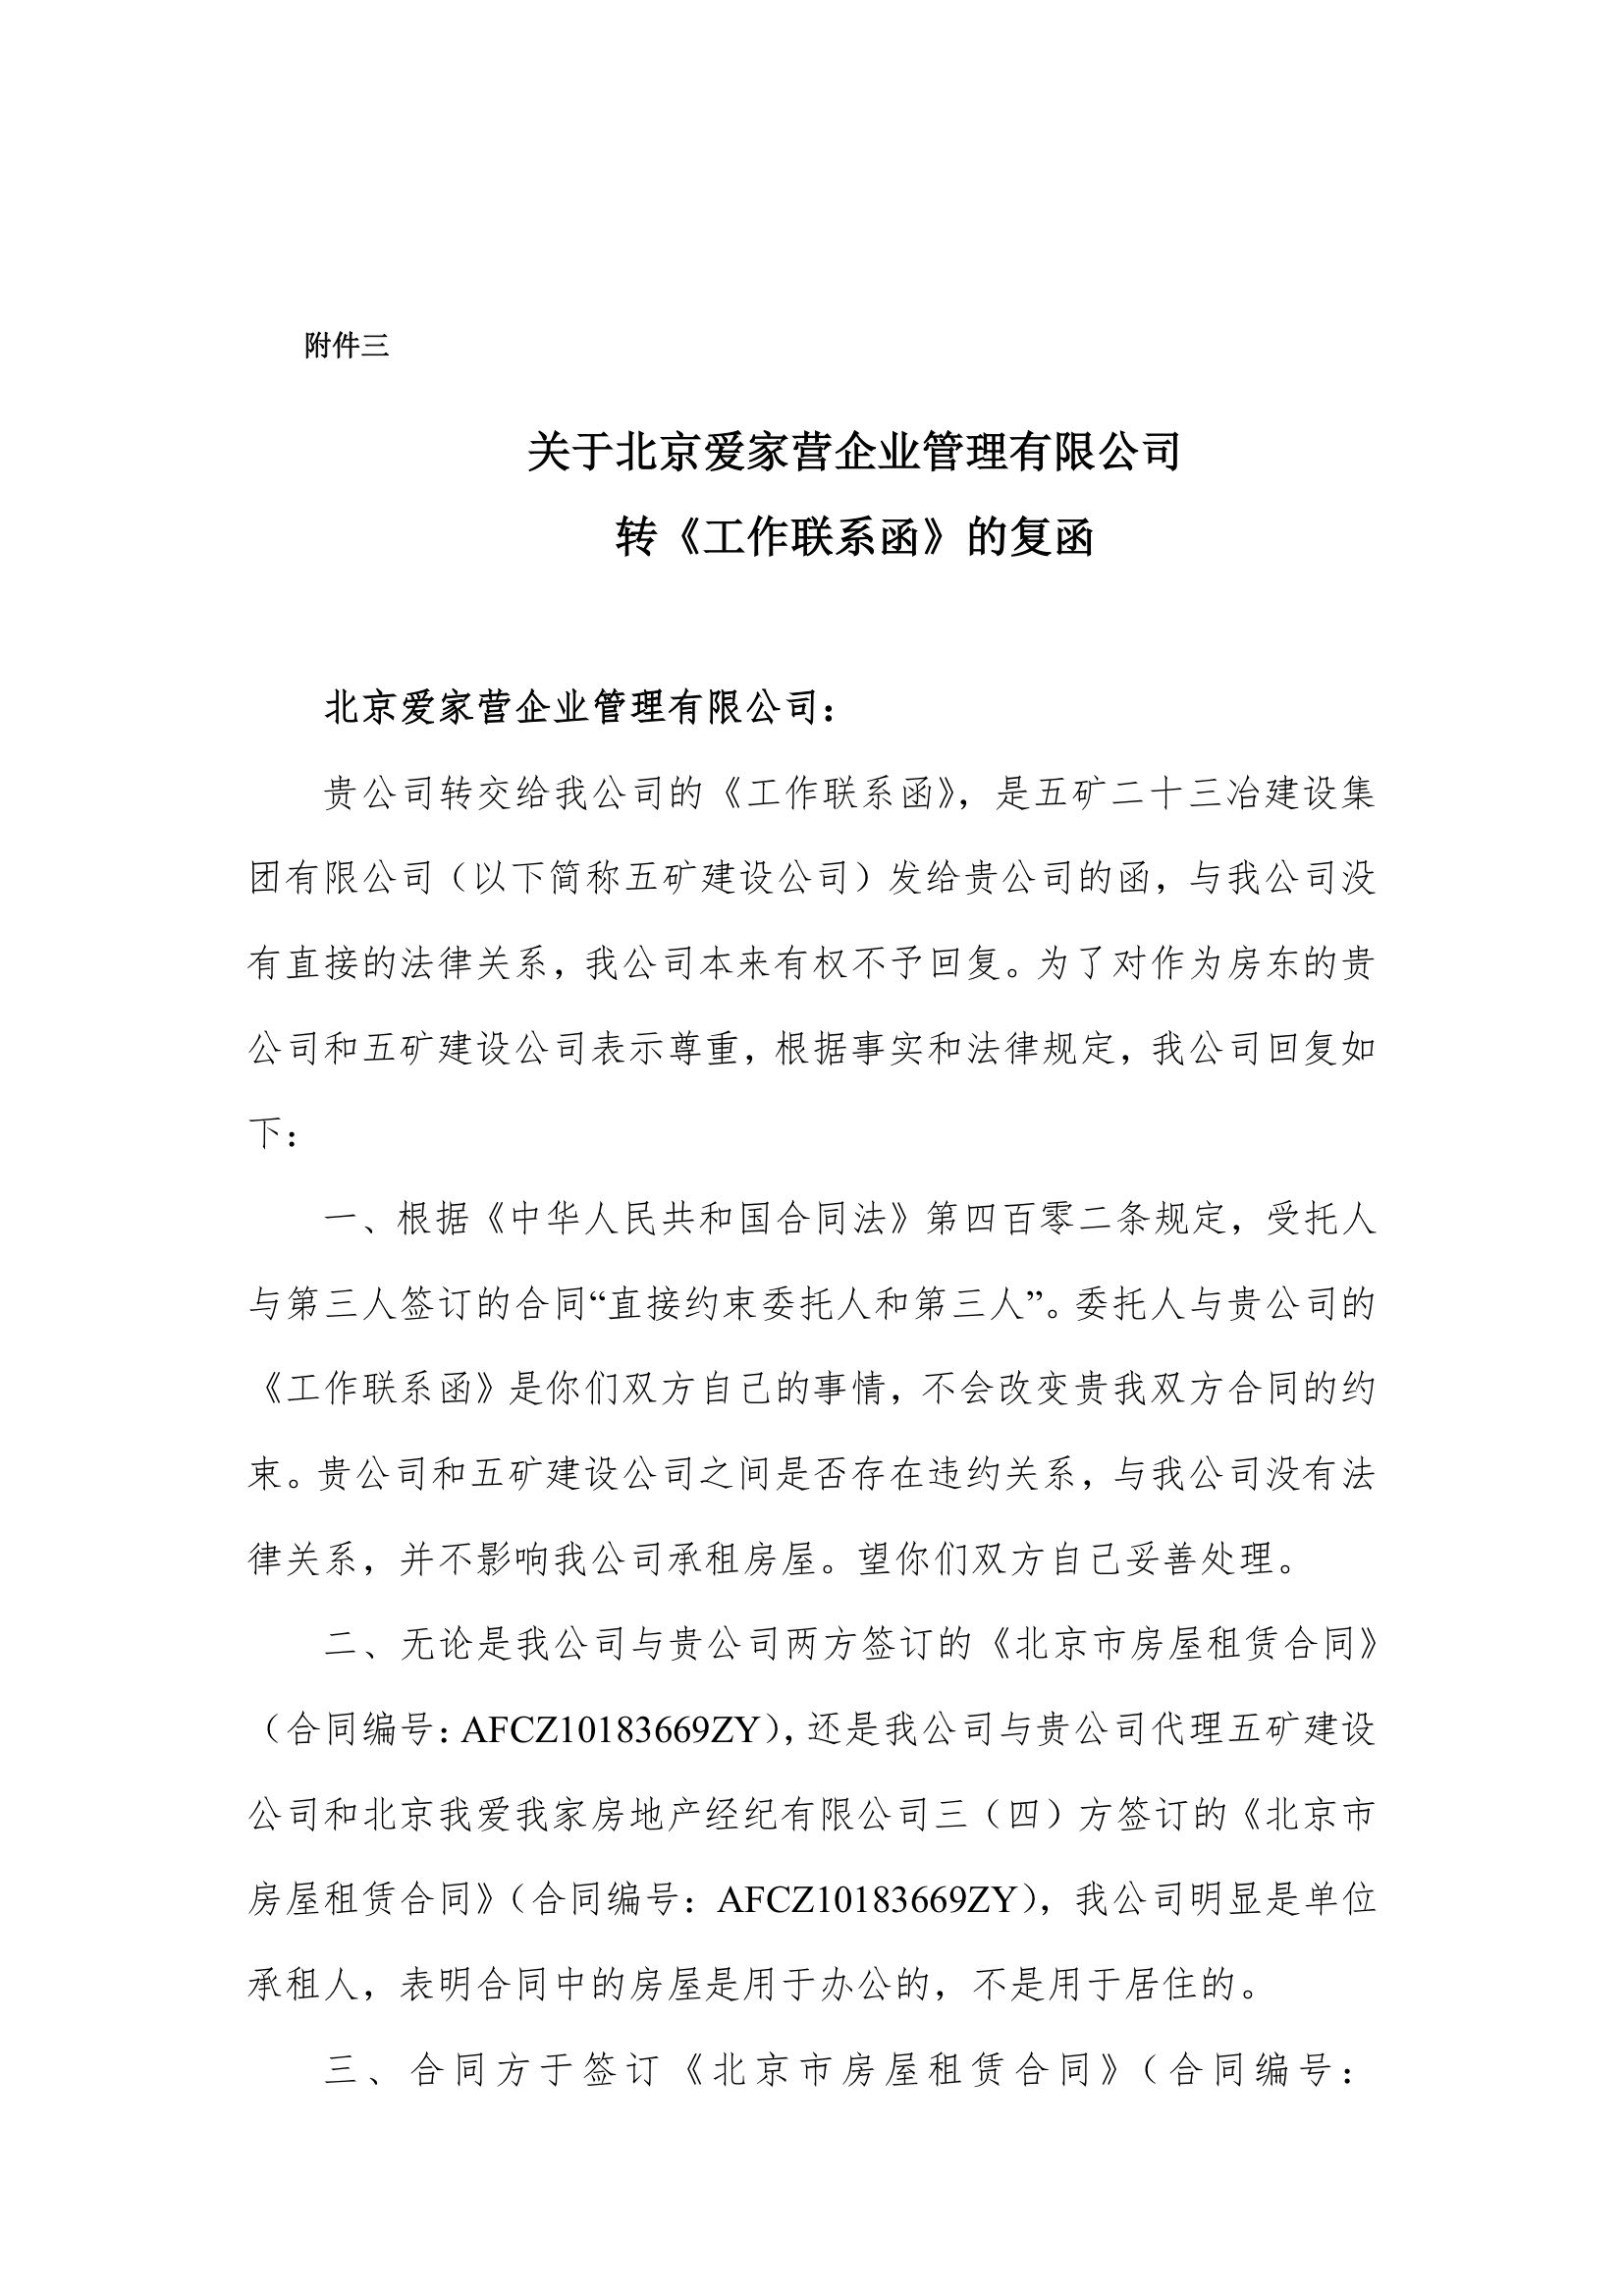 附件三
关于北京爱家营企业管理有限公司
转《工作联系函》的复函
北京爱家营企业管理有限公司：
贵公司转交给我公司的《工作联系函》，是五矿二十三冶建设集
团有限公司（以下简称五矿建设公司）发给贵公司的函，与我公司没
有直接的法律关系，我公司本来有权不予回复。为了对作为房东的贵
公司和五矿建设公司表示尊重，根据事实和法律规定，我公司回复如
下：
一、根据《中华人民共和国合同法》第四百零二条规定，受托人
与第三人签订的合同“直接约束委托人和第三人”。委托人与贵公司的
《工作联系函》是你们双方自己的事情，不会改变贵我双方合同的约
束。贵公司和五矿建设公司之间是否存在违约关系，与我公司没有法
律关系，并不影响我公司承租房屋。望你们双方自己妥善处理。
二、无论是我公司与贵公司两方签订的《北京市房屋租赁合同》
（合同编号：AFCZ10183669ZY），还是我公司与贵公司代理五矿建设
公司和北京我爱我家房地产经纪有限公司三（四）方签订的《北京市
房屋租赁合同》（合同编号：AFCZ10183669ZY），我公司明显是单位
承租人，表明合同中的房屋是用于办公的，不是用于居住的。
三、合同方于签订《北京市房屋租赁合同》（合同编号：